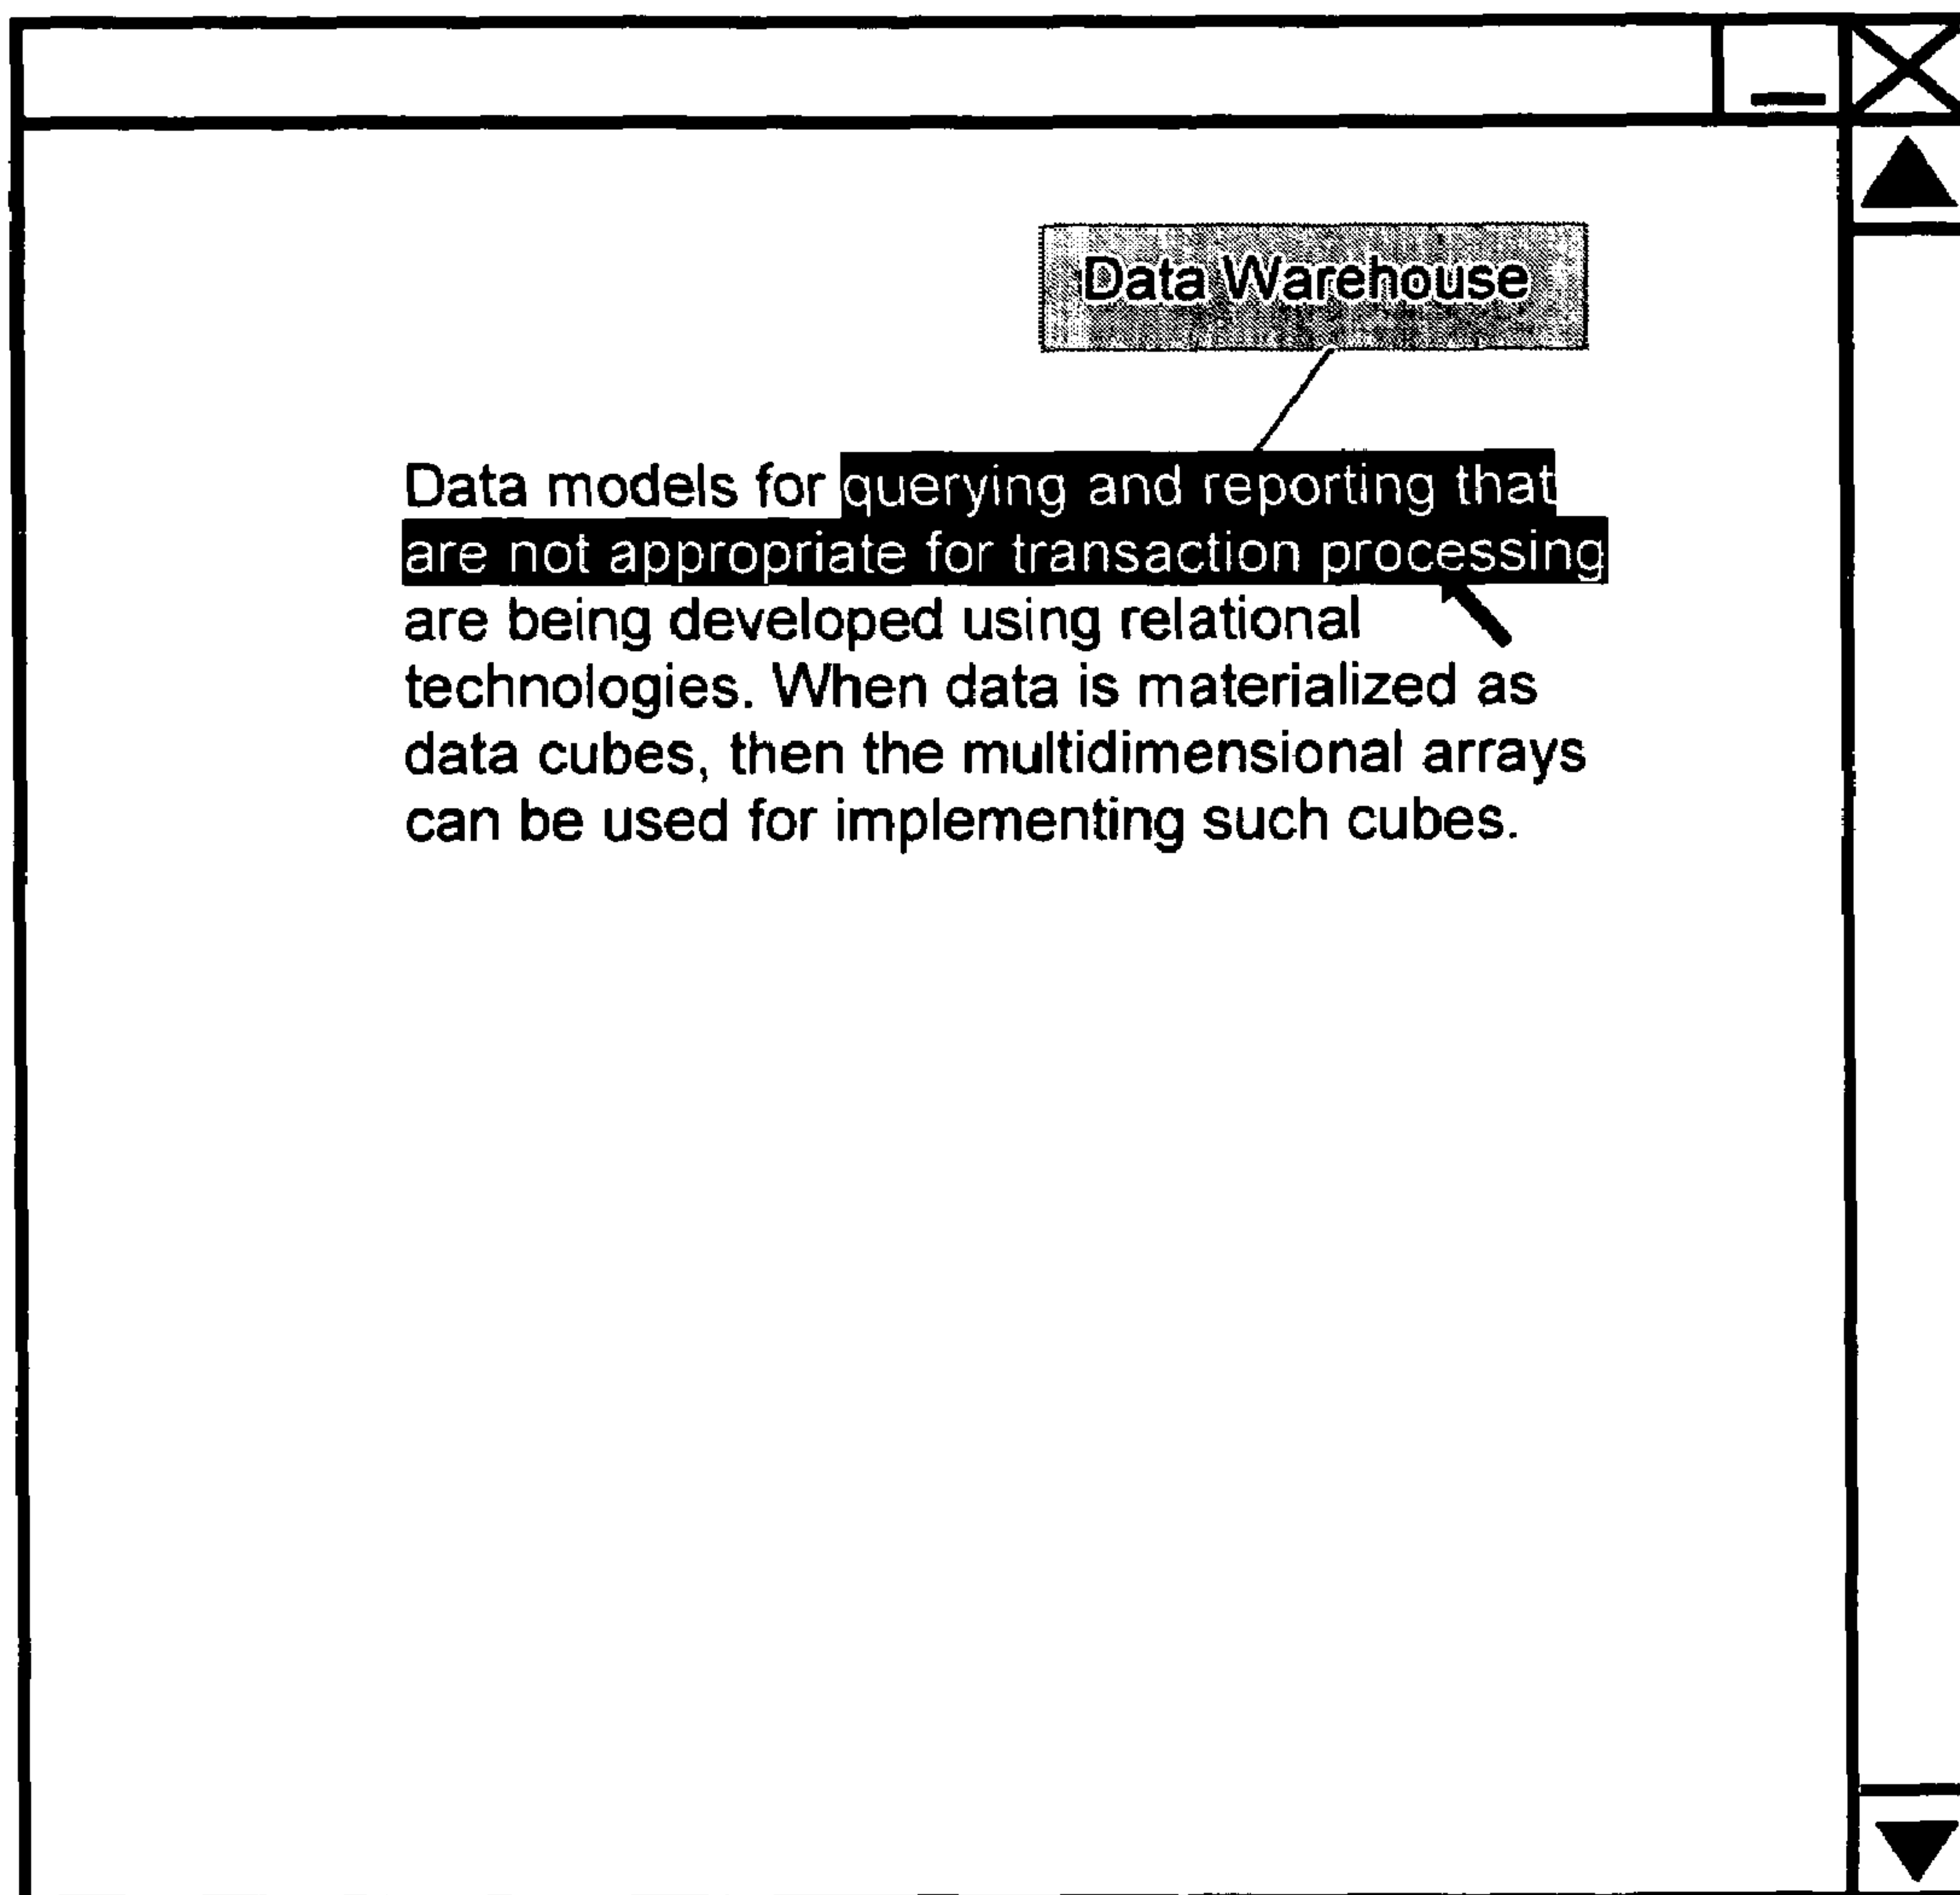 Data Warehouse
Data models for querying and reporting that
are not appropriate for transaction processing
are being developed using relational
technologies. When data is materialized as
data cubes, then the multidimensional arrays
can be used for implementing such cubes.